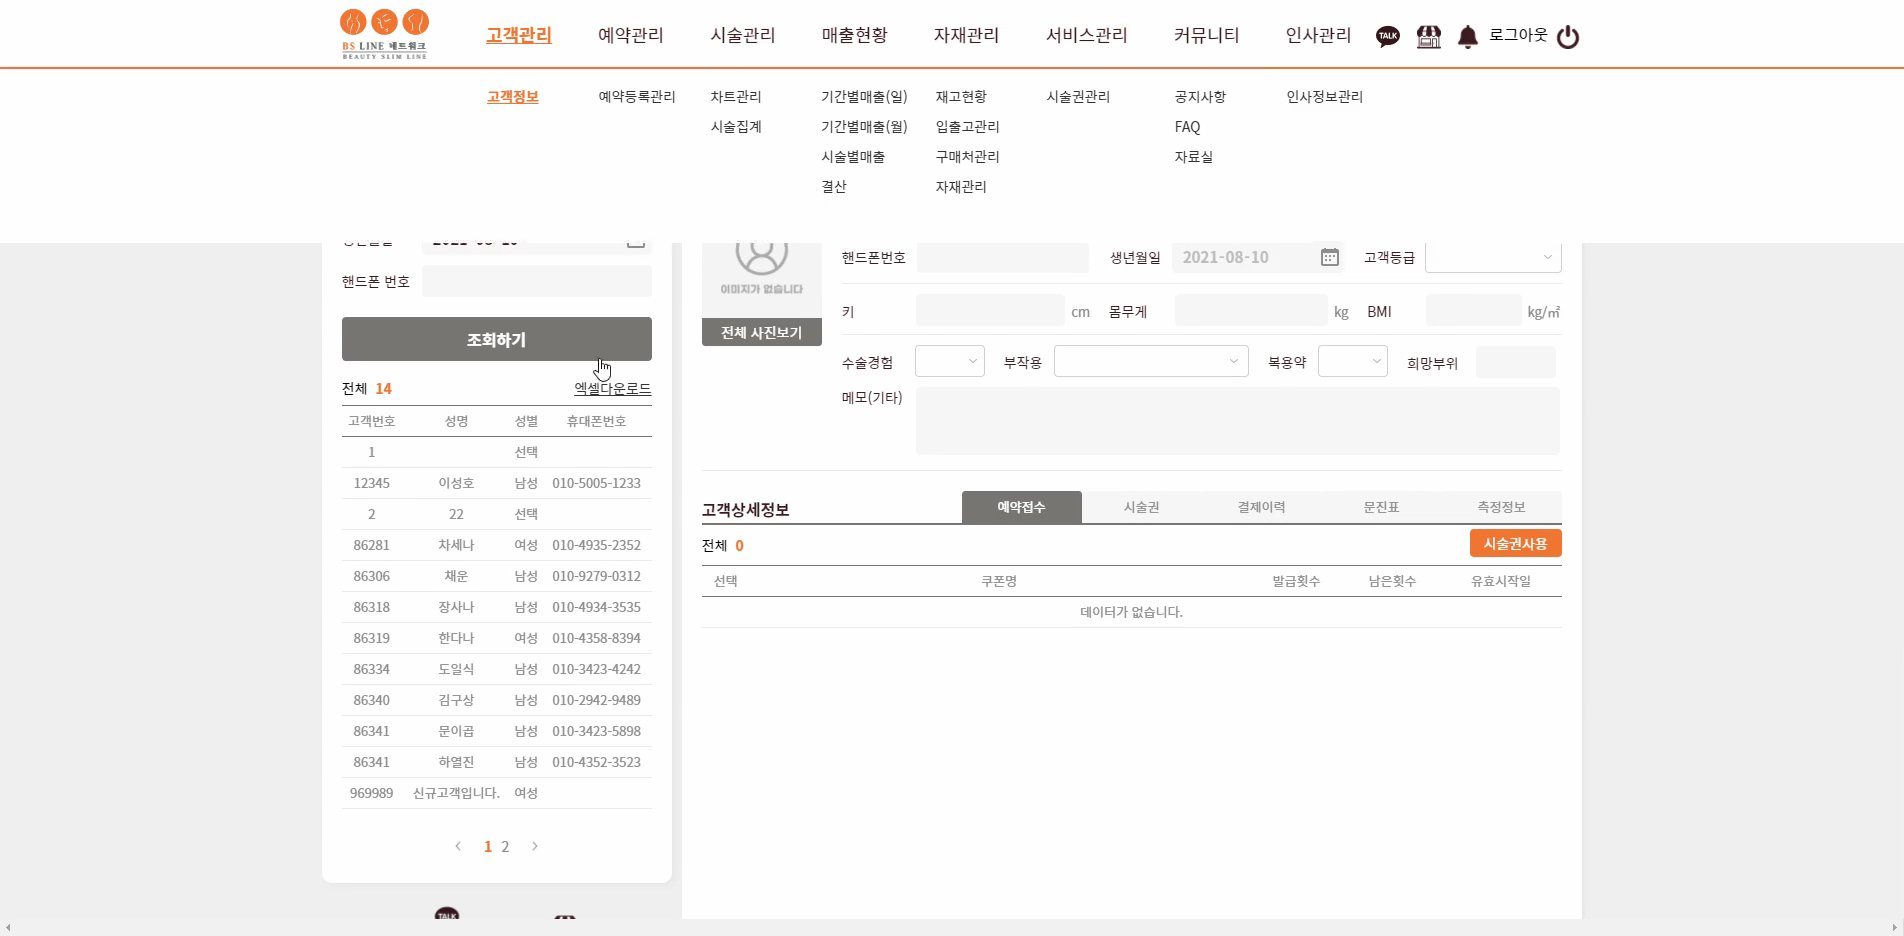 BS LINE 네트워크
BEAUTY SLIM LINE
고객관리 예약관리 시술관리 매출현황 자재관리 서비스관리 커뮤니티 인사관리 TALK 로그아웃
고객정보 예약등록관리 차트관리 기간별매출(일) 재고현황 시술권관리 공지사항 인사정보관리
시술집계 기간별매출(월) 입출고관리 FAQ
시술별매출 구매처관리 자료실
결산 자재관리
핸드폰 번호
조회하기
전체 14 엑셀다운로드
고객번호 성명 성별 휴대폰번호
1 선택
12345 이성호 남성 010-5005-1233
2 22 선택
86281 차세나 여성 010-4935-2352
86306 채운 남성 010-9279-0312
86318 장사나 남성 010-4934-3535
86319 한다나 여성 010-4358-8394
86334 도일식 남성 010-3423-4242
86340 김구상 남성 010-2942-9489
86341 문이곱 남성 010-3423-5898
86341 하열진 남성 010-4352-3523
969989 신규고객입니다. 여성
1 2
TALK
이미지가 없습니다
전체 사진보기
핸드폰번호 생년월일 2021-08-10 고객등급
키 cm 몸무게 kg BMI kg/㎡
수술경험 부작용 복용약 희망부위
메모(기타)
고객상세정보 예약접수 시술권 결제이력 문진표 측정정보
전체 0 시술권사용
선택 쿠폰명 발급횟수 남은횟수 유효시작일
데이터가 없습니다.